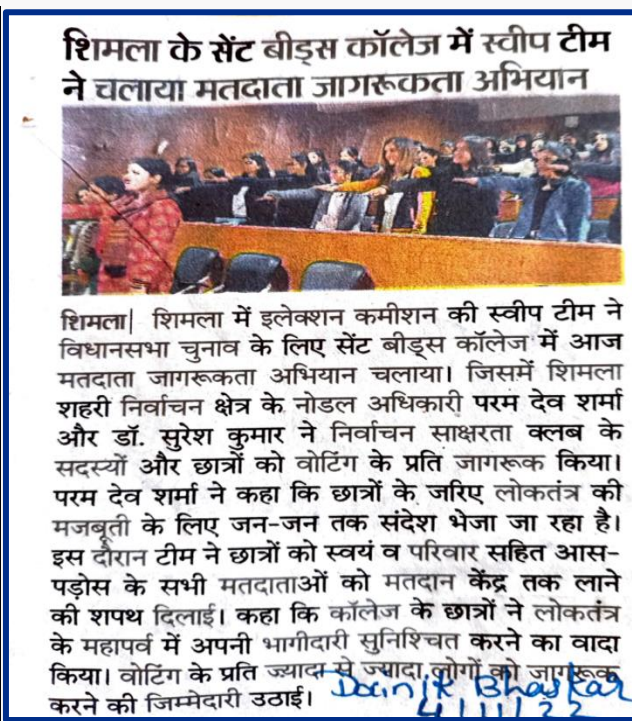 शिमला के सेंट बीड्स कॉलेज में स्वीप टीम
ने चलाया मतदाता जागरूकता अभियान
शिमला| शिमला में इलेक्शन कमीशन की स्वीप टीम ने
विधानसभा चुनाव के लिए सेंट बीड्स कॉलेज में आज
मतदाता जागरूकता अभियान चलाया। जिसमें शिमला
शहरी निर्वाचन क्षेत्र के नोडल अधिकारी परम देव शर्मा
और डॉ. सुरेश कुमार ने निर्वाचन साक्षरता क्लब के
सदस्यों और छात्रों को वोटिंग के प्रति जागरूक किया।
परम देव शर्मा ने कहा कि छात्रों के जरिए लोकतंत्र की
मजबूती के लिए जन-जन तक संदेश भेजा जा रहा है।
इस दौरान टीम ने छात्रों को स्वयं व परिवार सहित आस-
पड़ोस के सभी मतदाताओं को मतदान केंद्र तक लाने
की शपथ दिलाई। कहा कि कॉलेज के छात्रों ने लोकतंत्र
के महापर्व में अपनी भागीदारी सुनिश्चित करने का वादा
किया। वोटिंग के प्रति ज्यादा से ज्यादा लोगों को जागरूक
करने की जिम्मेदारी उठाई।
Dainik Bhaskar
4/11/22